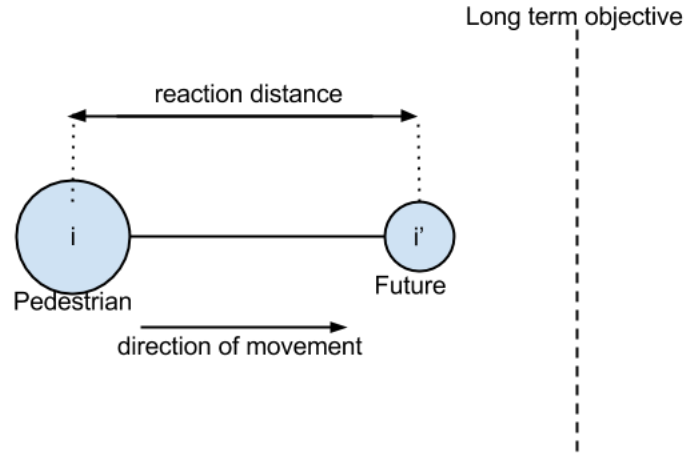 Long term objective
reaction distance
i
i’
Pedestrian
Future
direction of movement